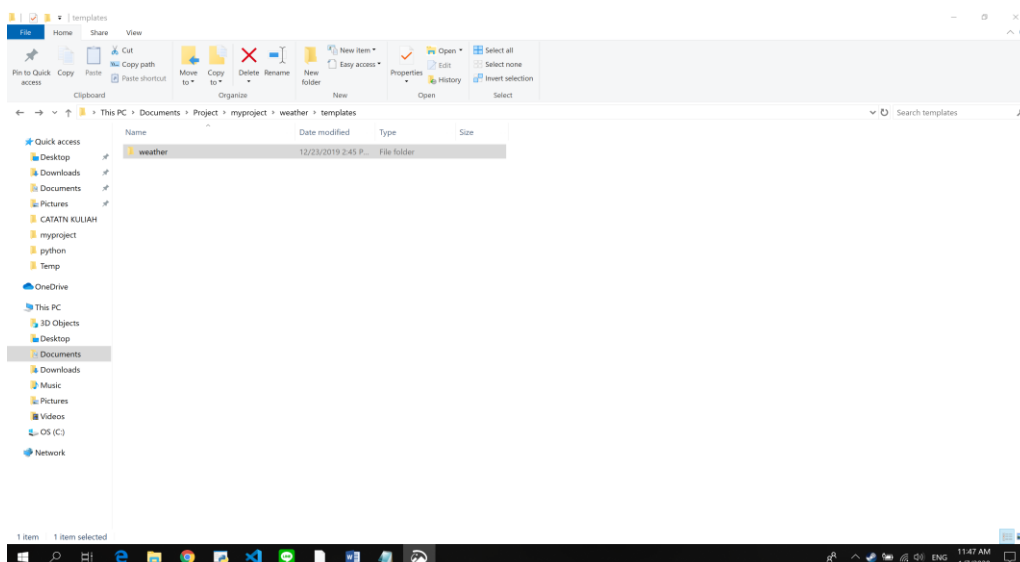 templates
File Home Share View
Pin to Quick access
Copy
Paste
Cut
Copy path
Paste shortcut
Clipboard
Move to
Copy to
Delete
Rename
Organize
New folder
New item
Easy access
New
Properties
Open
Edit
History
Open
Select all
Select none
Invert selection
Select
This PC > Documents > Project > myproject > weather > templates
Search templates
Name Date modified Type Size
weather 12/23/2019 2:45 P... File folder
Quick access
Desktop
Downloads
Documents
Pictures
CATATN KULIAH
myproject
python
Temp
OneDrive
This PC
3D Objects
Desktop
Documents
Downloads
Music
Pictures
Videos
OS (C:)
Network
1 item 1 item selected
ENG
11:47 AM